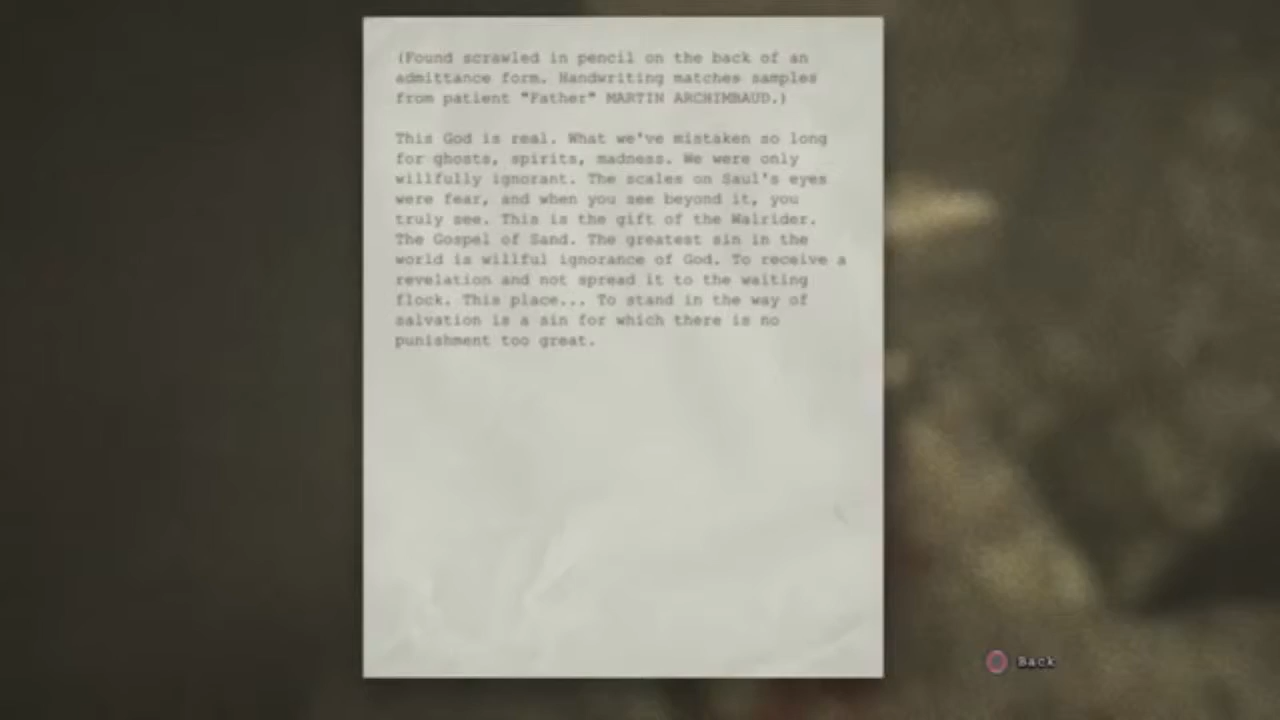 (Found scrawled in pencil on the back of an
admittance form. Handwriting matches samples
from patient "Father" MARTIN ARCHIMBAUD.)
This God is real. What we've mistaken so long
for ghosts, spirits, madness. We were only
willfully ignorant. The scales on Saul's eyes
were fear, and when you see beyond it, you
truly see. This is the gift of the Walrider.
The Gospel of Sand. The greatest sin in the
world is willful ignorance of God. To receive a
revelation and not spread it to the waiting
flock. This place... To stand in the way of
salvation is a sin for which there is no
punishment too great.
Back